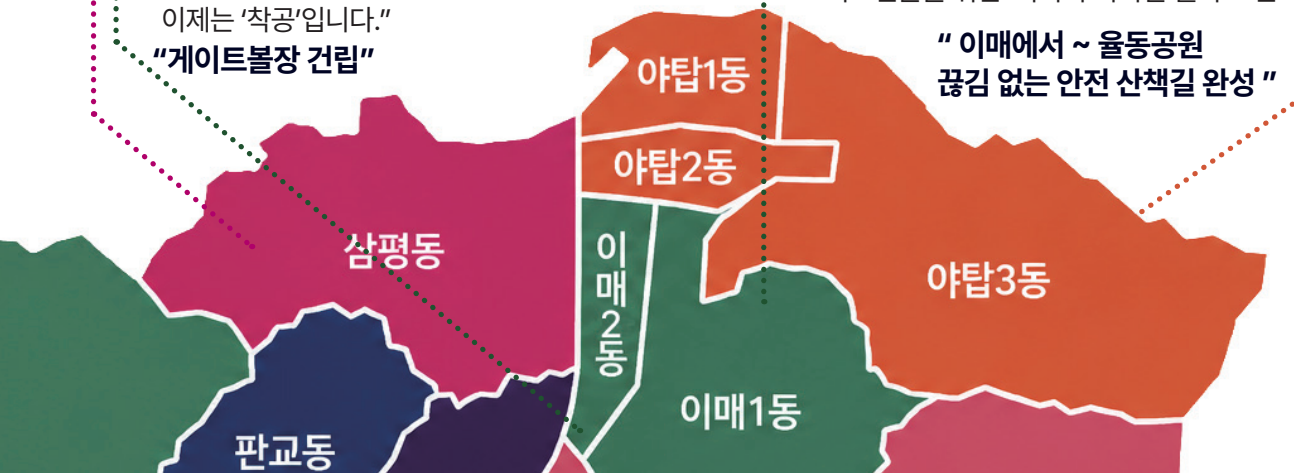 이제는 ‘착공’입니다.”
“게이트볼장 건립”
“ 이매에서 ~ 율동공원
끊김 없는 안전 산책길 완성 ”
야탑1동
야탑2동
삼평동
이매2동
야탑3동
이매1동
판교동